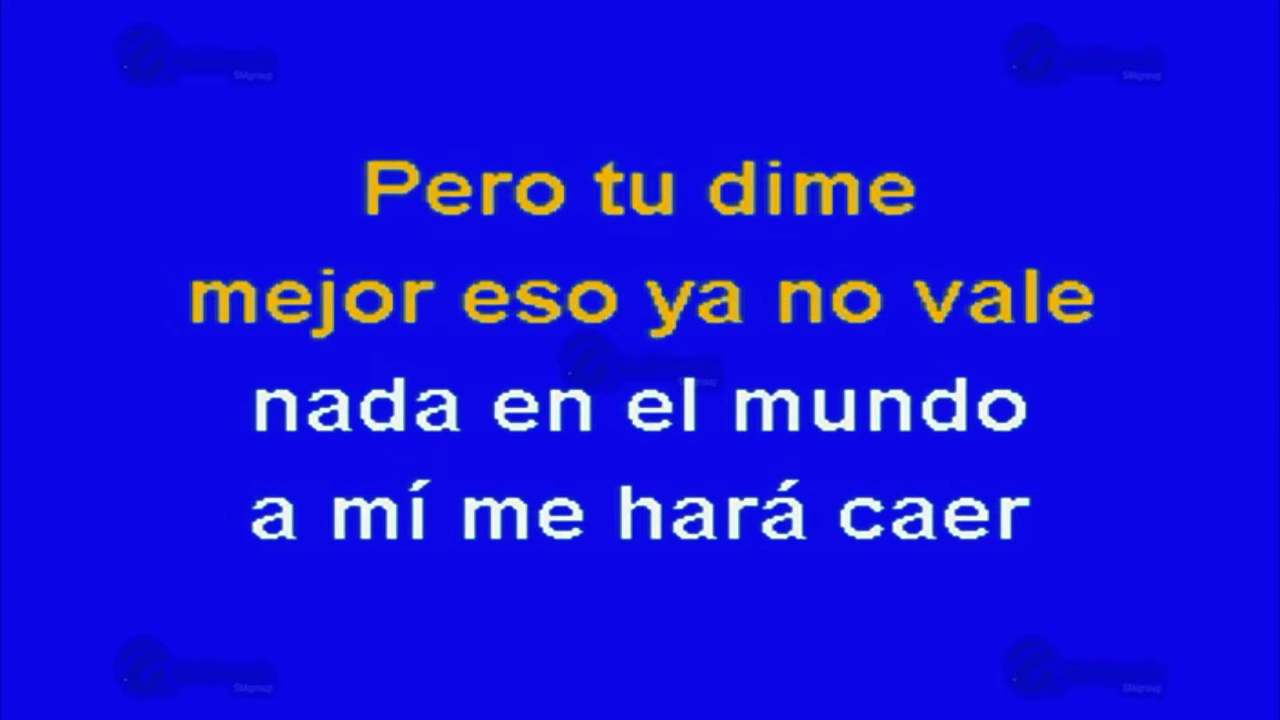 Pero tu dime
mejor eso ya no vale
nada en el mundo
a mí me hará caer